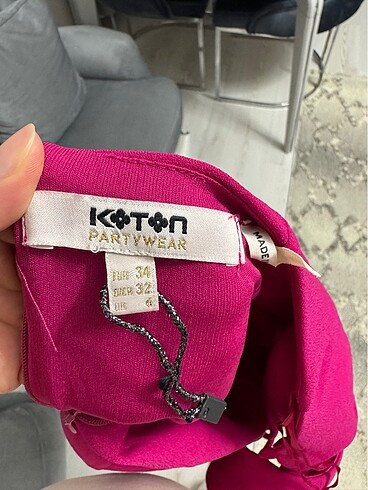 KOTON
PARTYWEAR
EUR 34
GER 32
UK 6
MADE